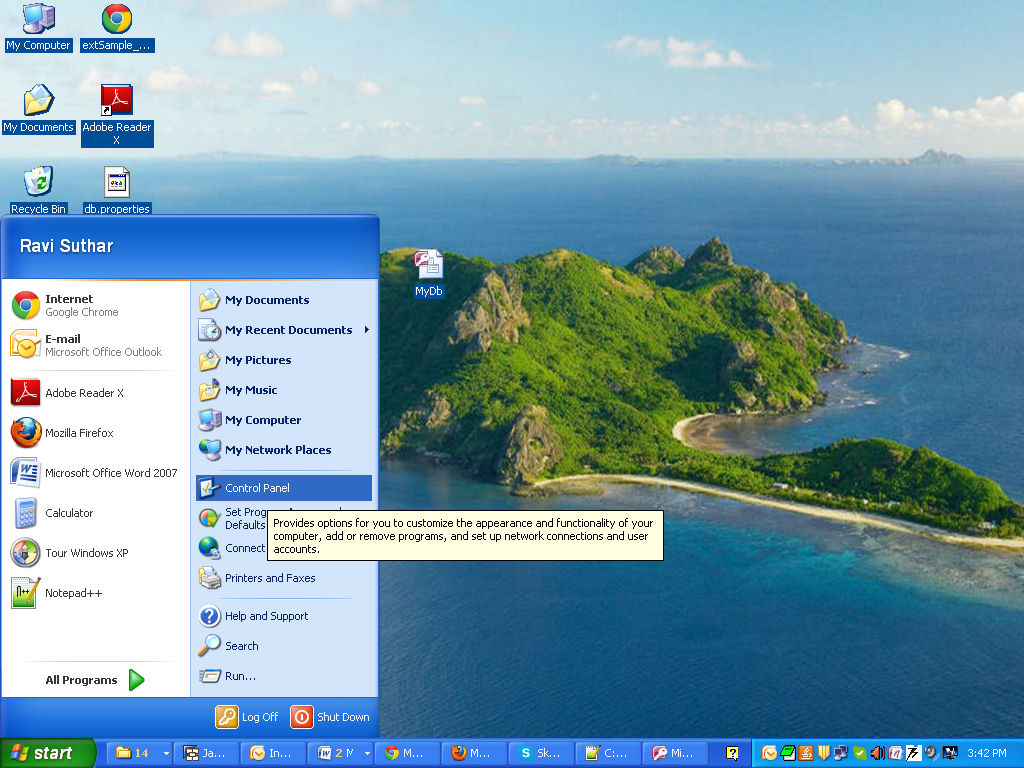 My Computer
extSample_...
My Documents
Adobe Reader
X
Recycle Bin
db.properties
MyDb
Ravi Suthar
Internet
Google Chrome
E-mail
Microsoft Office Outlook
Adobe Reader X
Mozilla Firefox
Microsoft Office Word 2007
Calculator
Tour Windows XP
Notepad++
All Programs
My Documents
My Recent Documents
My Pictures
My Music
My Computer
My Network Places
Control Panel
Set Prog
Defaults
Connect
Provides options for you to customize the appearance and functionality of your
computer, add or remove programs, and set up network connections and user
accounts.
Printers and Faxes
Help and Support
Search
Run...
Log Off
Shut Down
start
14
Ja...
In...
2 M
M...
M...
Sk...
C:...
Mi...
3:42 PM